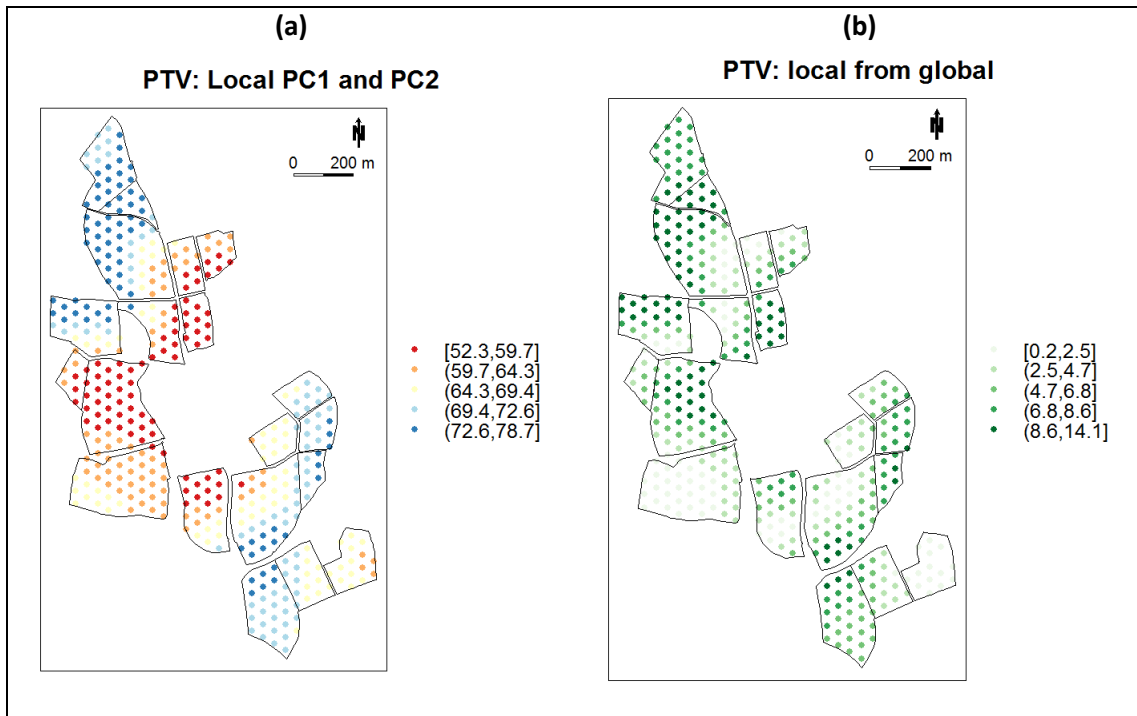 (a)
PTV: Local PC1 and PC2
N
0 200 m
[52.3,59.7]
(59.7,64.3]
(64.3,69.4]
(69.4,72.6]
(72.6,78.7]
(b)
PTV: local from global
N
0 200 m
[0.2,2.5]
(2.5,4.7]
(4.7,6.8]
(6.8,8.6]
(8.6,14.1]